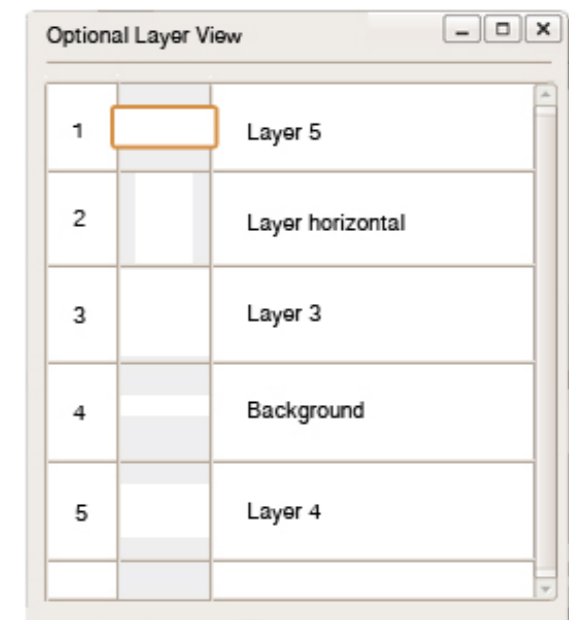 Optional Layer View
1 Layer 5
2 Layer horizontal
3 Layer 3
4 Background
5 Layer 4